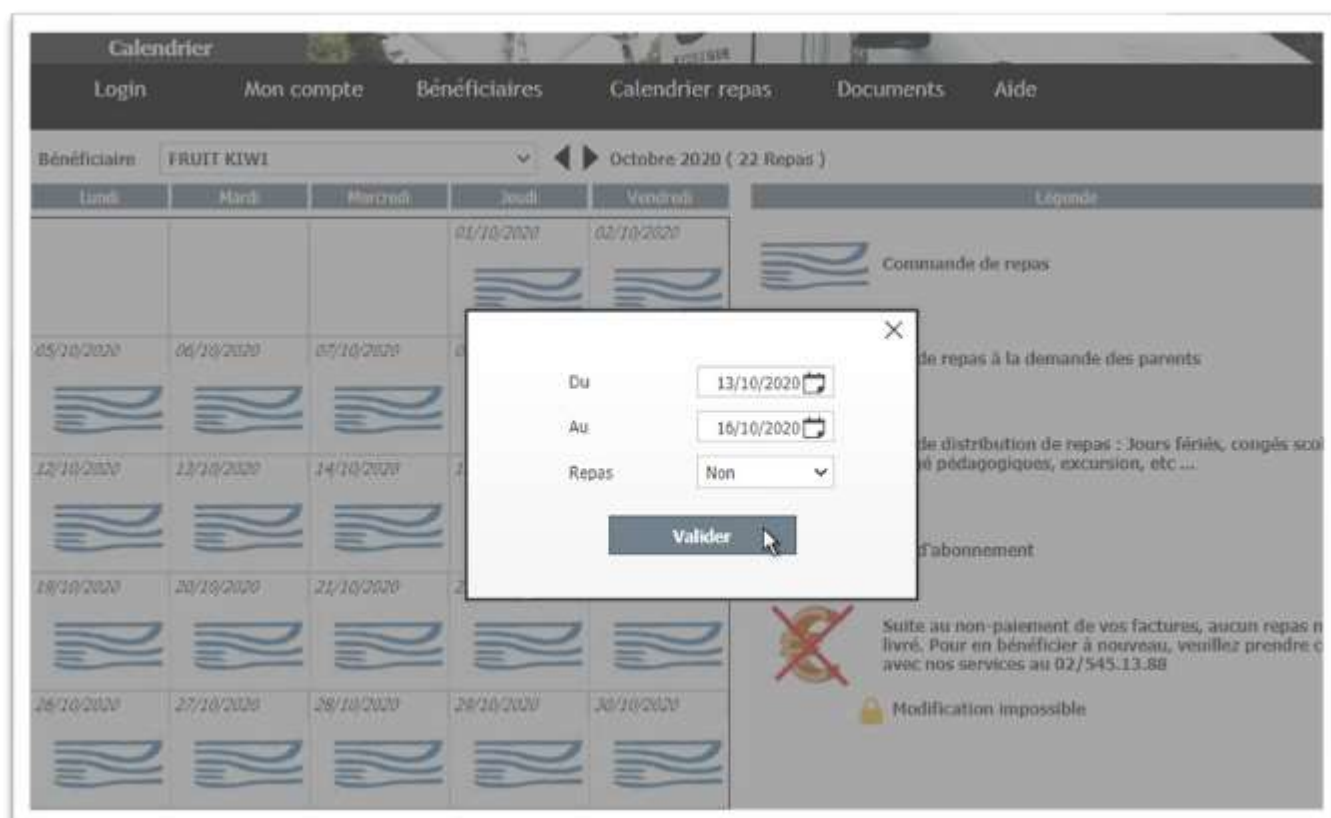 Calendrier
Login Mon compte Bénéficiaires Calendrier repas Documents Aide
Bénéficiaire FRUIT KIWI Octobre 2020 ( 22 Repas )
Lundi Mardi Mercredi Jeudi Vendredi Légende
01/10/2020 02/10/2020
Commande de repas
05/10/2020 06/10/2020 07/10/2020
de repas à la demande des parents
Du 13/10/2020
Au 16/10/2020
de distribution de repas : Jours fériés, congés
pédagogiques, excursion, etc ...
12/10/2020 13/10/2020 14/10/2020
Repas Non
Valider
d'abonnement
19/10/2020 20/10/2020 21/10/2020
Suite au non-paiement de vos factures, aucun repas
livré. Pour en bénéficier à nouveau, veuillez prendre
avec nos services au 02/545.13.88
26/10/2020 27/10/2020 28/10/2020 29/10/2020 30/10/2020
Modification impossible